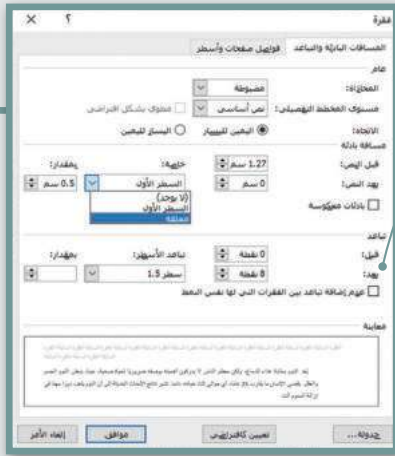 فقرة
؟ ×
المسافات البادئة والتباعد
فواصل صفحات وأسطر
عام
المحاذاة: مضبوطة
مستوى المخطط التفصيلي: نص أساسي مطوي بشكل افتراضي
الاتجاه: اليمين لليسار اليسار لليمين
مسافة بادئة
قبل النص: 1.27 سم خاصة: بمقدار:
بعد النص: 0 سم السطر الأول 0.5 سم
(لا يوجد)
السطر الأول
معلقة
بادئات معكوسة
تباعد
قبل: 0 نقطة تباعد الأسطر: بمقدار:
بعد: 8 نقطة سطر 1.5
عدم إضافة تباعد بين الفقرات التي لها نفس النمط
معاينة
جدولة... تعيين كافتراضي موافق إلغاء الأمر